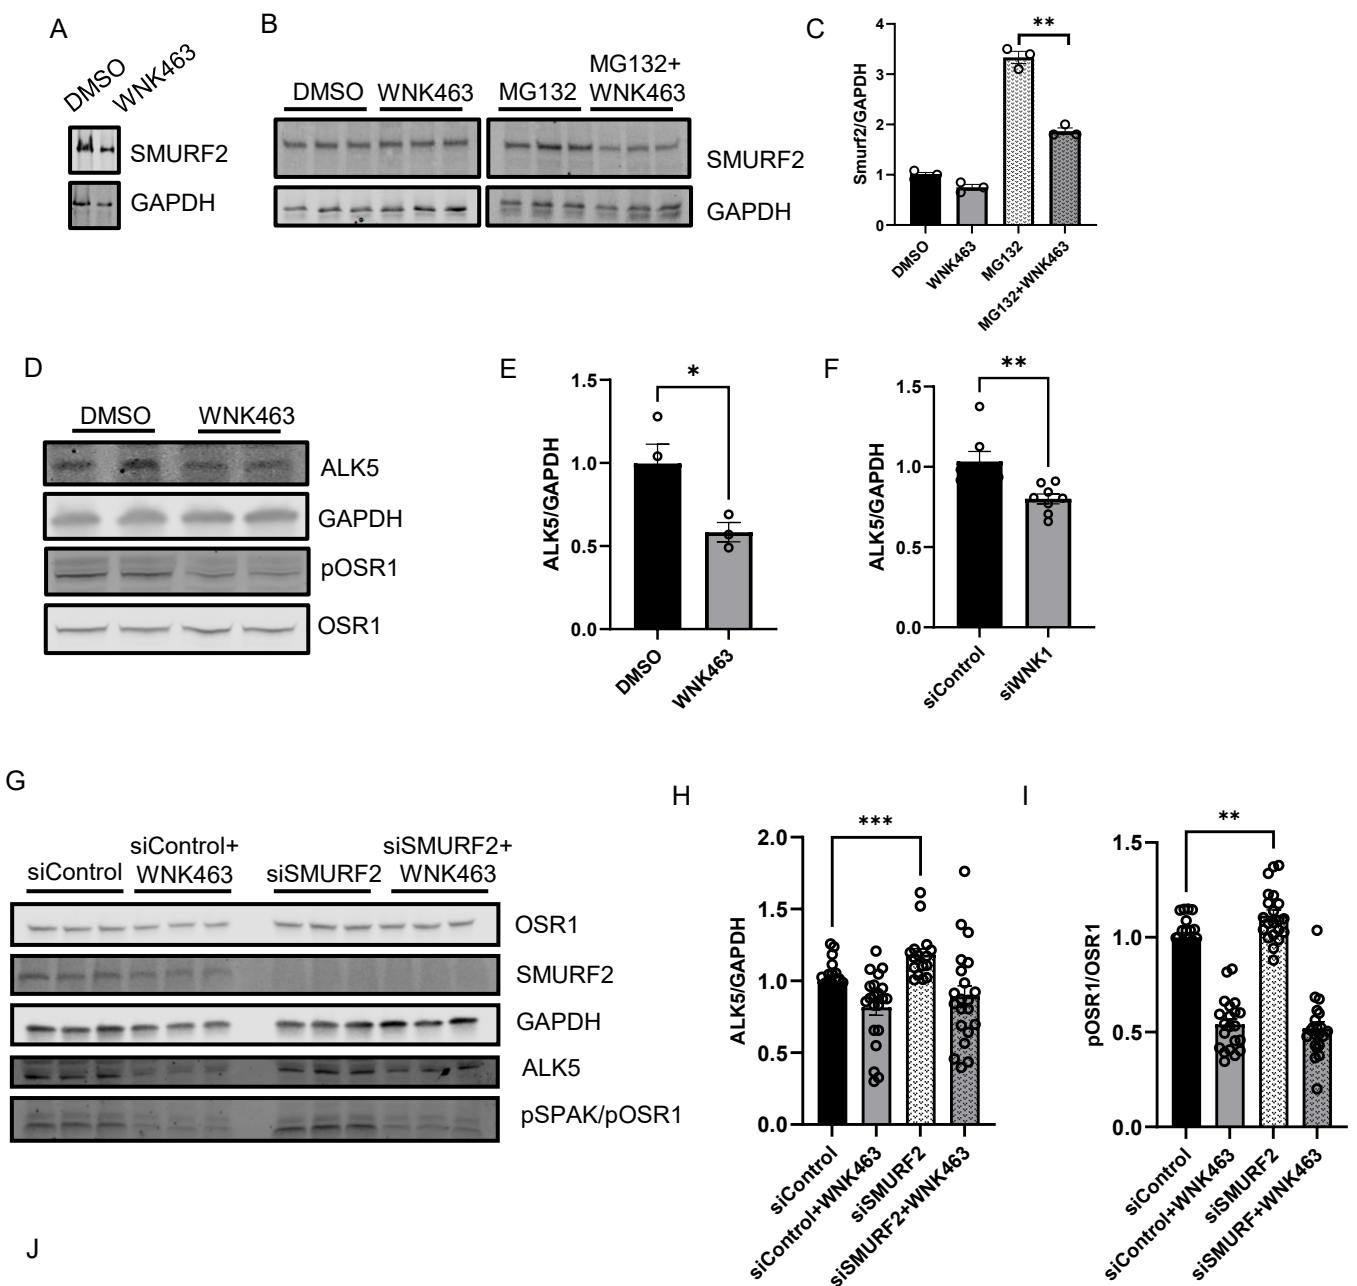 A
DMSO
WNK463
SMURF2
GAPDH
B
DMSO
WNK463
MG132
MG132+
WNK463
SMURF2
GAPDH
C
**
Smurf2/GAPDH
4
3
2
1
0
DMSO
WNK463
MG132
MG132+WNK463
D
DMSO
WNK463
ALK5
GAPDH
pOSR1
OSR1
E
*
ALK5/GAPDH
1.5
1.0
0.5
0.0
DMSO
WNK463
F
**
ALK5/GAPDH
1.5
1.0
0.5
0.0
siControl
siWNK1
G
siControl
siControl+
WNK463
siSMURF2
siSMURF2+
WNK463
OSR1
SMURF2
GAPDH
ALK5
pSPAK/pOSR1
H
***
ALK5/GAPDH
2.0
1.5
1.0
0.5
0.0
siControl
siControl+WNK463
siSMURF2
siSMURF2+WNK463
I
**
pOSR1/OSR1
1.5
1.0
0.5
0.0
siControl
siControl+WNK463
siSMURF2
siSMURF+WNK463
J